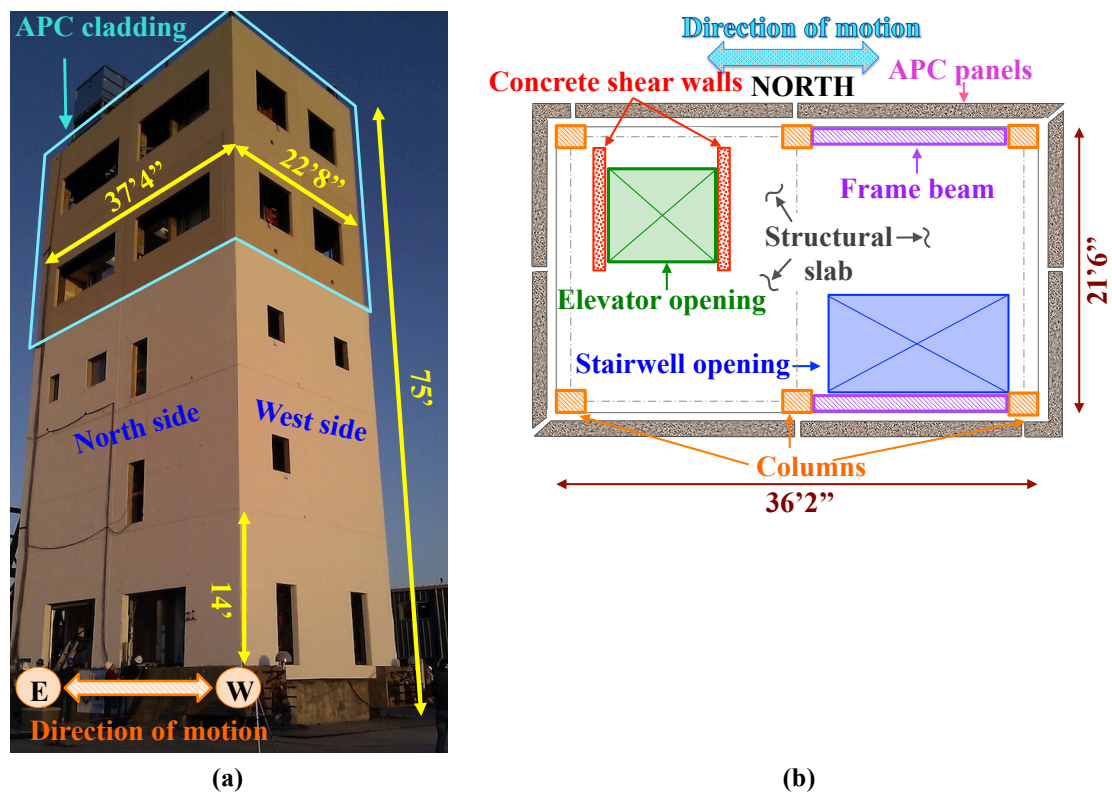 APC cladding
37’4”
22’8”
75’
North side
West side
14’
E
W
Direction of motion
(a)
Direction of motion
Concrete shear walls
NORTH
APC panels
Frame beam
Structural
slab
Elevator opening
21’6”
Stairwell opening
Columns
36’2”
(b)